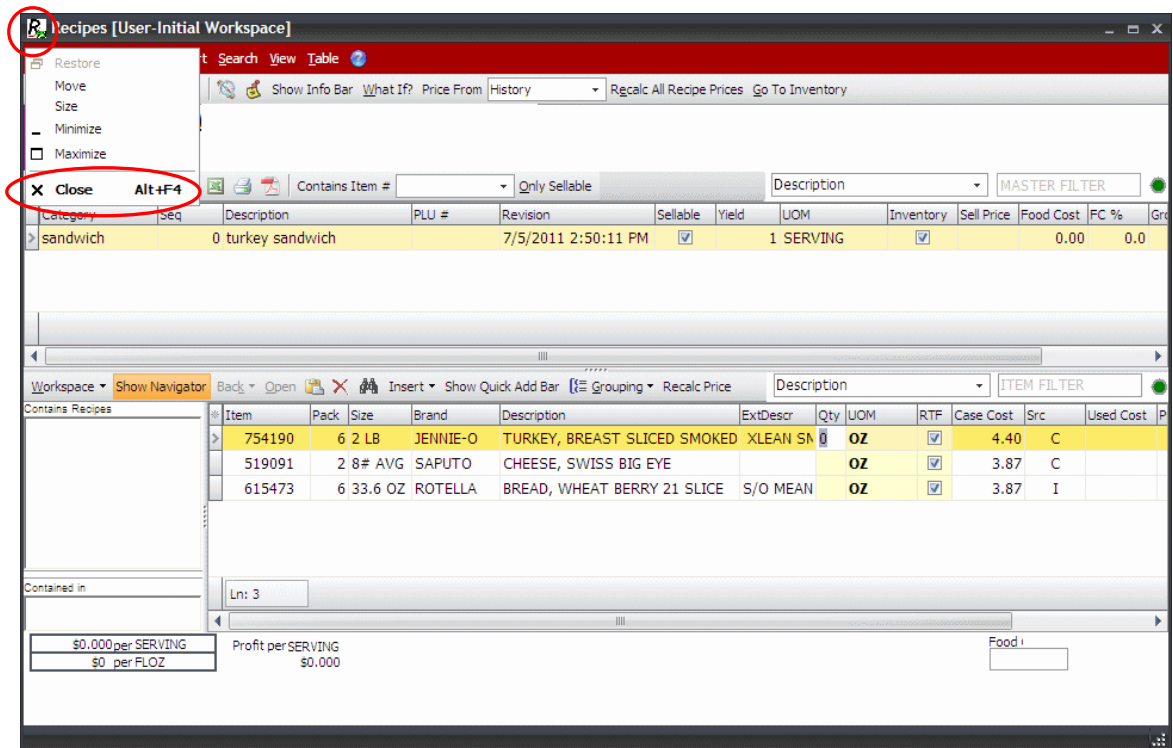 Recipes [User-Initial Workspace]
Restore
Move
Size
Minimize
Maximize
Close Alt+F4
t Search View Table ?
Show Info Bar What If? Price From History Recalc All Recipe Prices Go To Inventory
Contains Item # Only Sellable Description MASTER FILTER
Category Seq Description PLU # Revision Sellable Yield UOM Inventory Sell Price Food Cost FC % Gro
sandwich 0 turkey sandwich 7/5/2011 2:50:11 PM 1 SERVING 0.00 0.0
Workspace Show Navigator Back Open Insert Show Quick Add Bar Grouping Recalc Price Description ITEM FILTER
Contains Recipes
Item Pack Size Brand Description ExtDescr Qty UOM RTF Case Cost Src Used Cost P
754190 6 2 LB JENNIE-O TURKEY, BREAST SLICED SMOKED XLEAN SM 0 OZ 4.40 C
519091 2 8# AVG SAPUTO CHEESE, SWISS BIG EYE OZ 3.87 C
615473 6 33.6 OZ ROTELLA BREAD, WHEAT BERRY 21 SLICE S/O MEAN OZ 3.87 I
Contained in
Ln: 3
$0.000 per SERVING
$0 per FLOZ
Profit per SERVING
$0.000
Food